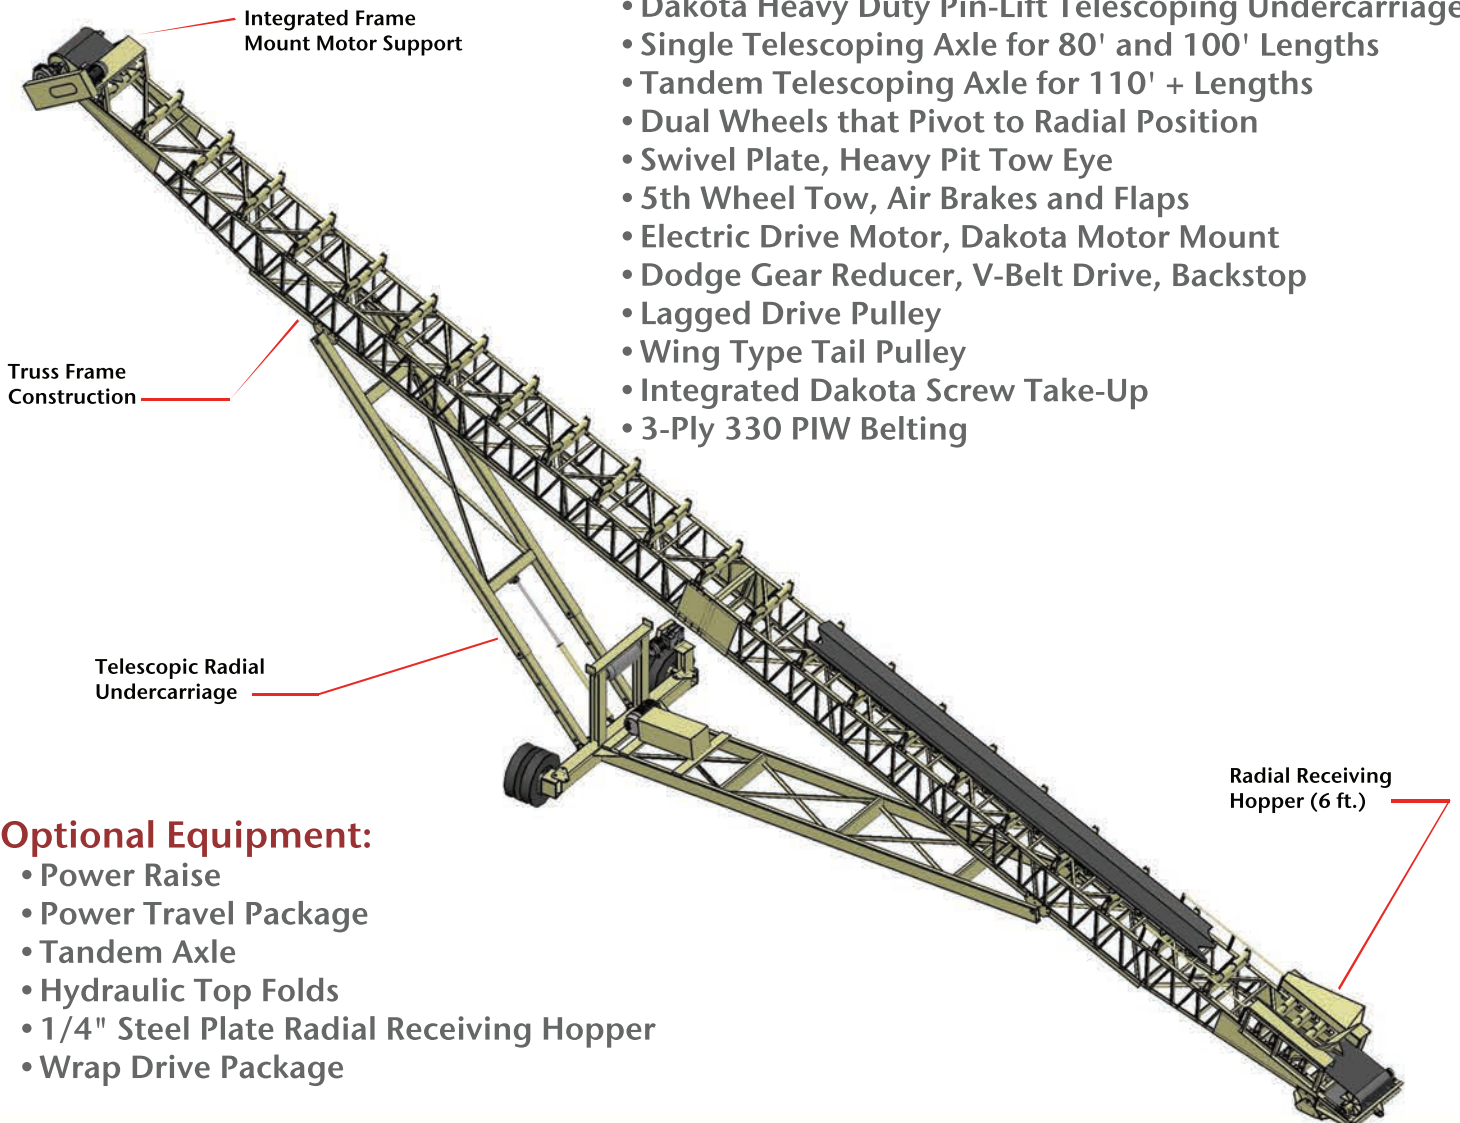 Integrated Frame
Mount Motor Support
• Dakota Heavy Duty Pin-Lift Telescoping Undercarriage
• Single Telescoping Axle for 80' and 100' Lengths
• Tandem Telescoping Axle for 110' + Lengths
• Dual Wheels that Pivot to Radial Position
• Swivel Plate, Heavy Pit Tow Eye
• 5th Wheel Tow, Air Brakes and Flaps
• Electric Drive Motor, Dakota Motor Mount
• Dodge Gear Reducer, V-Belt Drive, Backstop
• Lagged Drive Pulley
• Wing Type Tail Pulley
• Integrated Dakota Screw Take-Up
• 3-Ply 330 PIW Belting
Truss Frame
Construction
Telescopic Radial
Undercarriage
Radial Receiving
Hopper (6 ft.)
Optional Equipment:
• Power Raise
• Power Travel Package
• Tandem Axle
• Hydraulic Top Folds
• 1/4" Steel Plate Radial Receiving Hopper
• Wrap Drive Package